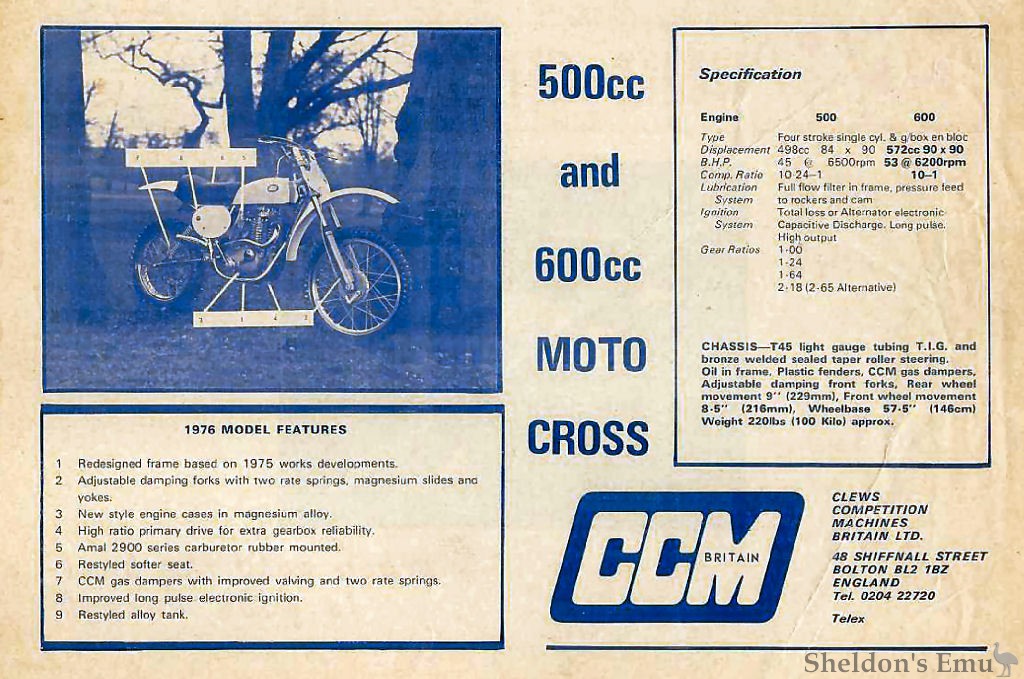 7 8 6 5
3 1 4 2
1976 MODEL FEATURES
1 Redesigned frame based on 1975 works developments.
2 Adjustable damping forks with two rate springs, magnesium slides and
yokes.
3 New style engine cases in magnesium alloy.
4 High ratio primary drive for extra gearbox reliability.
5 Amal 2900 series carburetor rubber mounted.
6 Restyled softer seat.
7 CCM gas dampers with improved valving and two rate springs.
8 Improved long pulse electronic ignition.
9 Restyled alloy tank.
500cc
and
600cc
MOTO
CROSS
Specification
Engine 500 600
Type Four stroke single cyl. & g/box en bloc
Displacement 498cc 84 x 90 572cc 90 x 90
B.H.P. 45 @ 6500rpm 53 @ 6200rpm
Comp. Ratio 10·24—1 10–1
Lubrication Full flow filter in frame, pressure feed
System to rockers and cam
Ignition Total loss or Alternator electronic
System Capacitive Discharge. Long pulse.
High output
Gear Ratios 1·00
1·24
1·64
2·18 (2·65 Alternative)
CHASSIS—T45 light gauge tubing T.I.G. and
bronze welded sealed taper roller steering.
Oil in frame, Plastic fenders, CCM gas dampers,
Adjustable damping front forks, Rear wheel
movement 9" (229mm), Front wheel movement
8·5" (216mm), Wheelbase 57·5" (146cm)
Weight 220lbs (100 Kilo) approx.
CCM BRITAIN
CLEWS
COMPETITION
MACHINES
BRITAIN LTD.
48 SHIFFNALL STREET
BOLTON BL2 1BZ
ENGLAND
Tel. 0204 22720
Telex
Sheldon's Emu